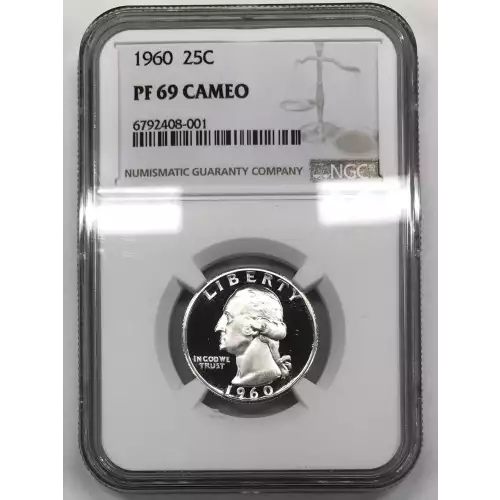 1960 25C
PF 69 CAMEO
6792408-001
NUMISMATIC GUARANTY COMPANY
NGC
LIBERTY
IN GOD WE
TRUST
1960